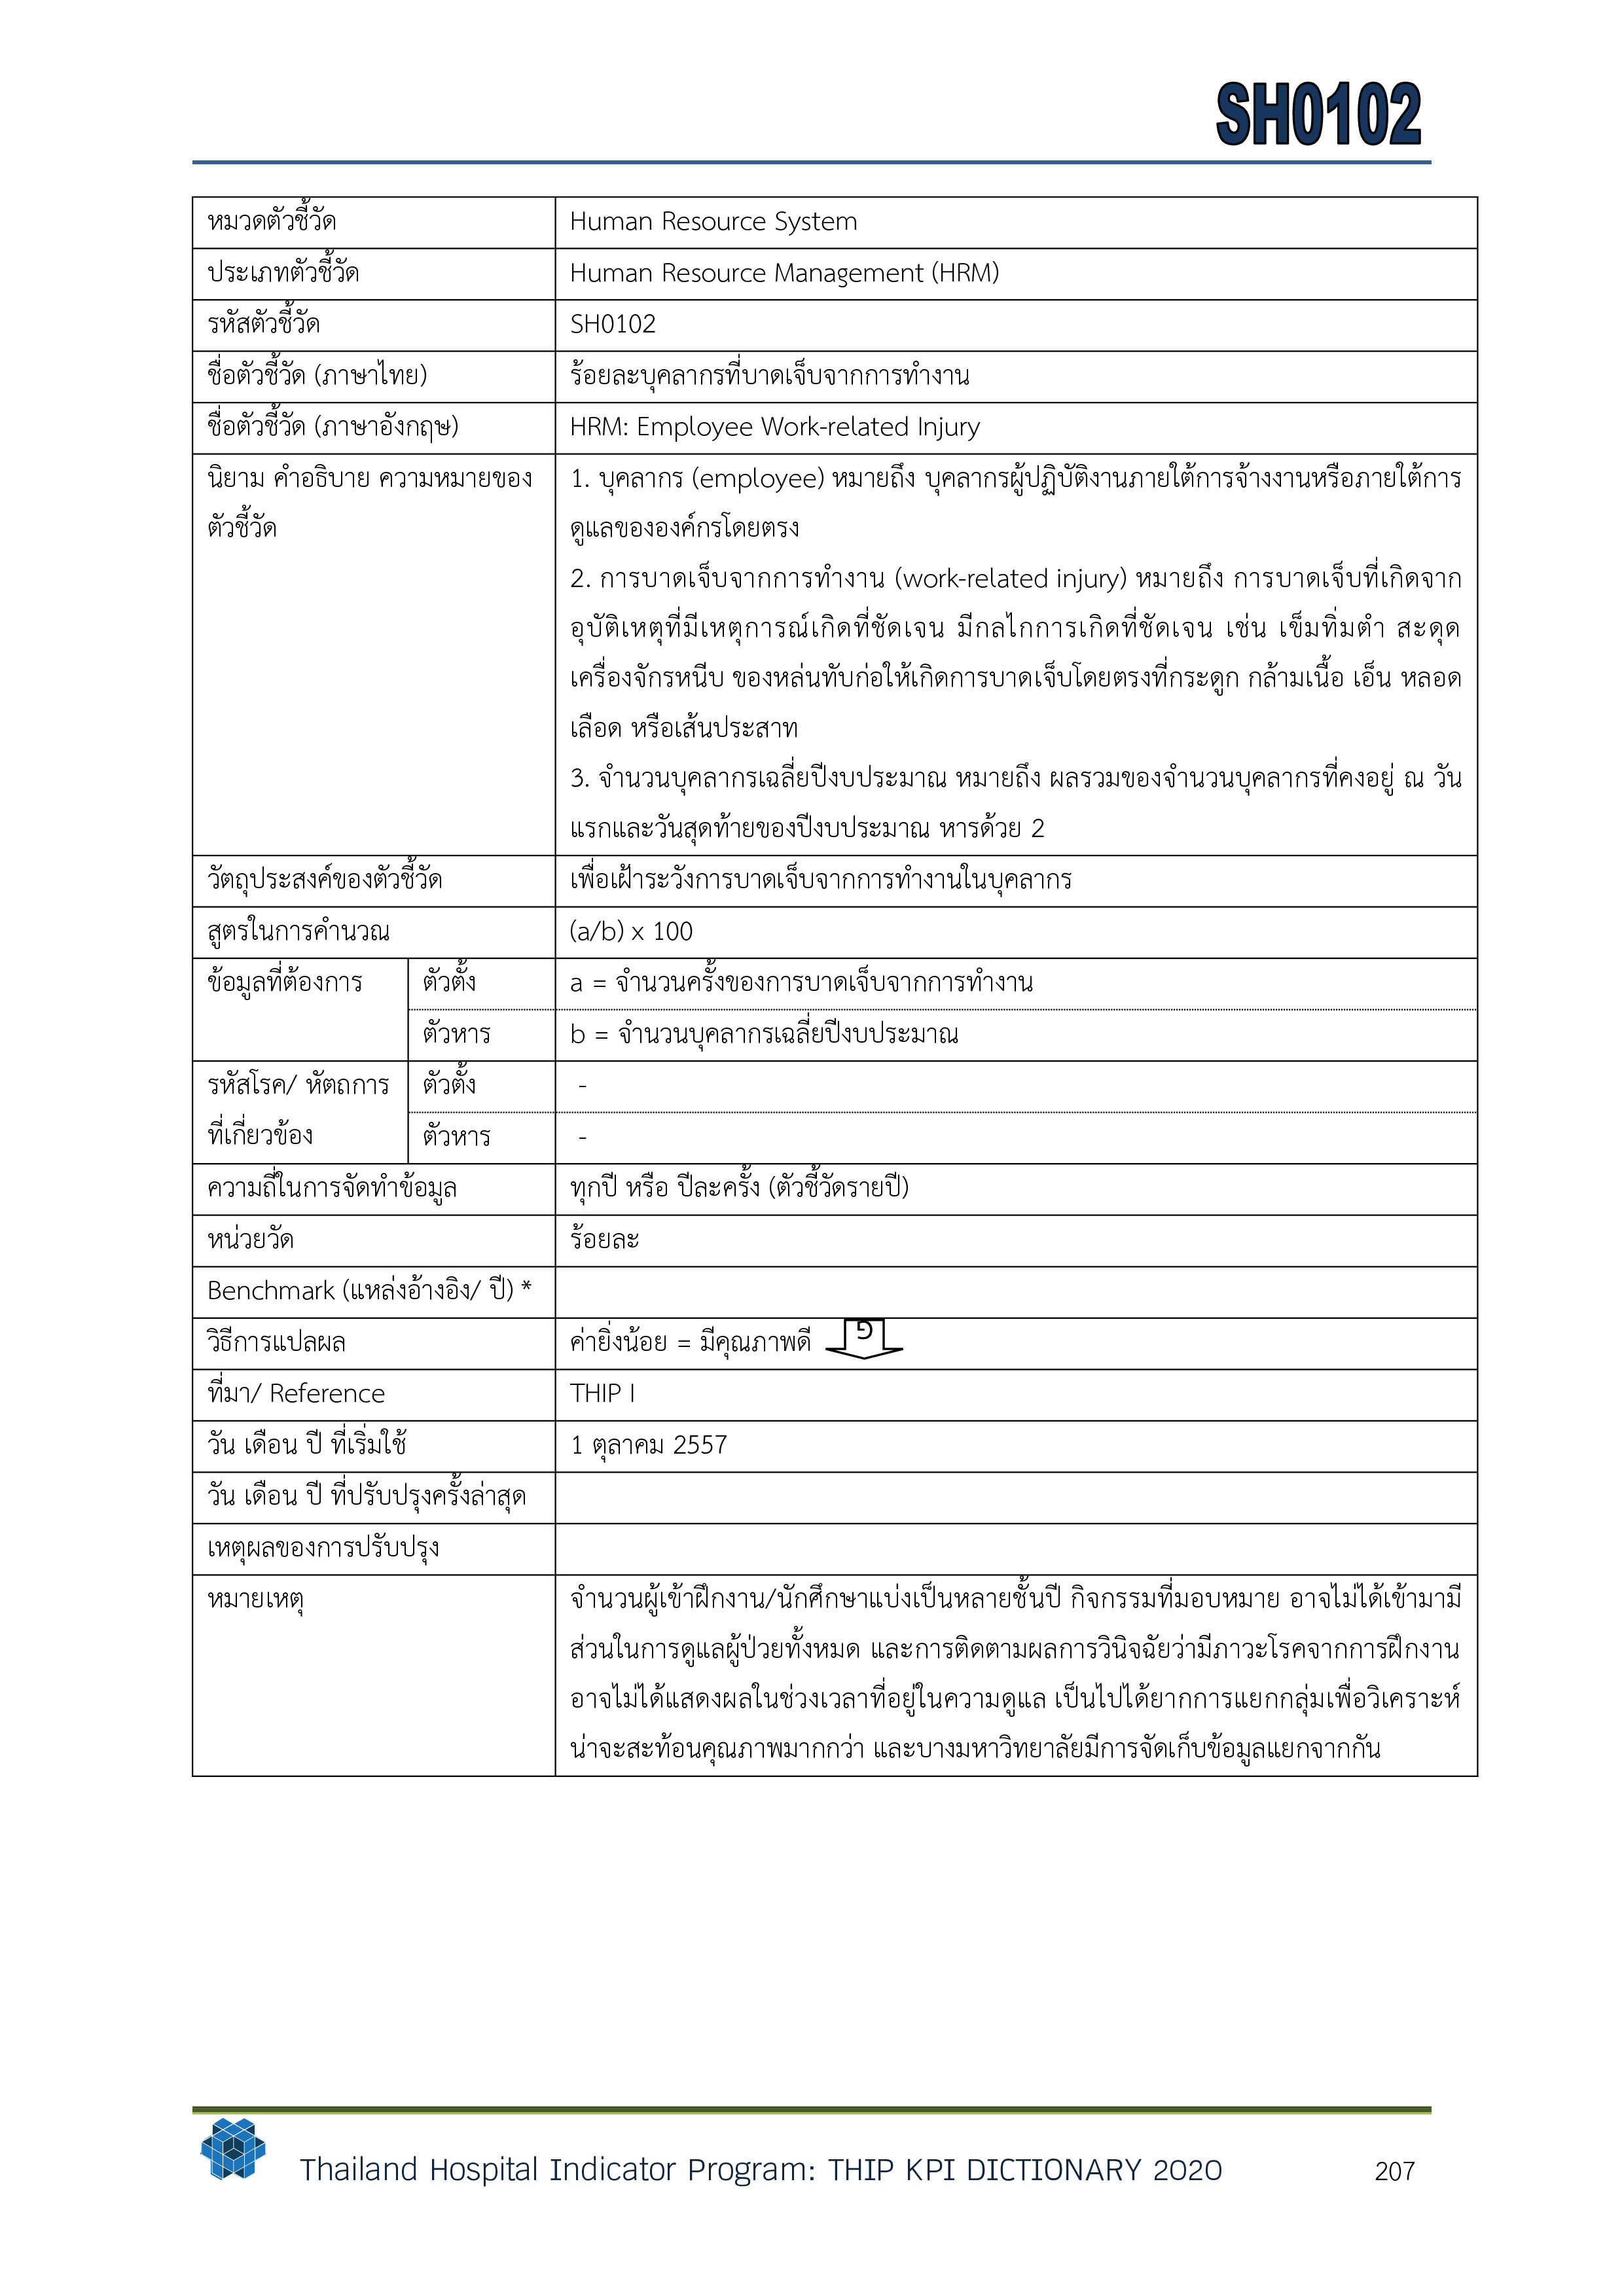 SH0102
หมวดตัวชี้วัด Human Resource System
ประเภทตัวชี้วัด Human Resource Management (HRM)
รหัสตัวชี้วัด SH0102
ชื่อตัวชี้วัด (ภาษาไทย) ร้อยละบุคลากรที่บาดเจ็บจากการทำงาน
ชื่อตัวชี้วัด (ภาษาอังกฤษ) HRM: Employee Work-related Injury
นิยาม คำอธิบาย ความหมายของ
ตัวชี้วัด
1. บุคลากร (employee) หมายถึง บุคลากรผู้ปฏิบัติงานภายใต้การจ้างงานหรือภายใต้การ
ดูแลขององค์กรโดยตรง
2. การบาดเจ็บจากการทำงาน (work-related injury) หมายถึง การบาดเจ็บที่เกิดจาก
อุบัติเหตุที่มีเหตุการณ์เกิดที่ชัดเจน มีกลไกการเกิดที่ชัดเจน เช่น เข็มทิ่มตำ สะดุด
เครื่องจักรหนีบ ของหล่นทับก่อให้เกิดการบาดเจ็บโดยตรงที่กระดูก กล้ามเนื้อ เอ็น หลอด
เลือด หรือเส้นประสาท
3. จำนวนบุคลากรเฉลี่ยปีงบประมาณ หมายถึง ผลรวมของจำนวนบุคลากรที่คงอยู่ ณ วัน
แรกและวันสุดท้ายของปีงบประมาณ หารด้วย 2
วัตถุประสงค์ของตัวชี้วัด เพื่อเฝ้าระวังการบาดเจ็บจากการทำงานในบุคลากร
สูตรในการคำนวณ (a/b) x 100
ข้อมูลที่ต้องการ ตัวตั้ง a = จำนวนครั้งของการบาดเจ็บจากการทำงาน
ตัวหาร b = จำนวนบุคลากรเฉลี่ยปีงบประมาณ
รหัสโรค/ หัตถการ ตัวตั้ง -
ที่เกี่ยวข้อง ตัวหาร -
ความถี่ในการจัดทำข้อมูล ทุกปี หรือ ปีละครั้ง (ตัวชี้วัดรายปี)
หน่วยวัด ร้อยละ
Benchmark (แหล่งอ้างอิง/ ปี) *
วิธีการแปลผล ค่ายิ่งน้อย = มีคุณภาพดี
ที่มา/ Reference THIP I
วัน เดือน ปี ที่เริ่มใช้ 1 ตุลาคม 2557
วัน เดือน ปี ที่ปรับปรุงครั้งล่าสุด
เหตุผลของการปรับปรุง
หมายเหตุ จำนวนผู้เข้าฝึกงาน/นักศึกษาแบ่งเป็นหลายชั้นปี กิจกรรมที่มอบหมาย อาจไม่ได้เข้ามามี
ส่วนในการดูแลผู้ป่วยทั้งหมด และการติดตามผลการวินิจฉัยว่ามีภาวะโรคจากการฝึกงาน
อาจไม่ได้แสดงผลในช่วงเวลาที่อยู่ในความดูแล เป็นไปได้ยากการแยกกลุ่มเพื่อวิเคราะห์
น่าจะสะท้อนคุณภาพมากกว่า และบางมหาวิทยาลัยมีการจัดเก็บข้อมูลแยกจากกัน
Thailand Hospital Indicator Program: THIP KPI DICTIONARY 2020 207